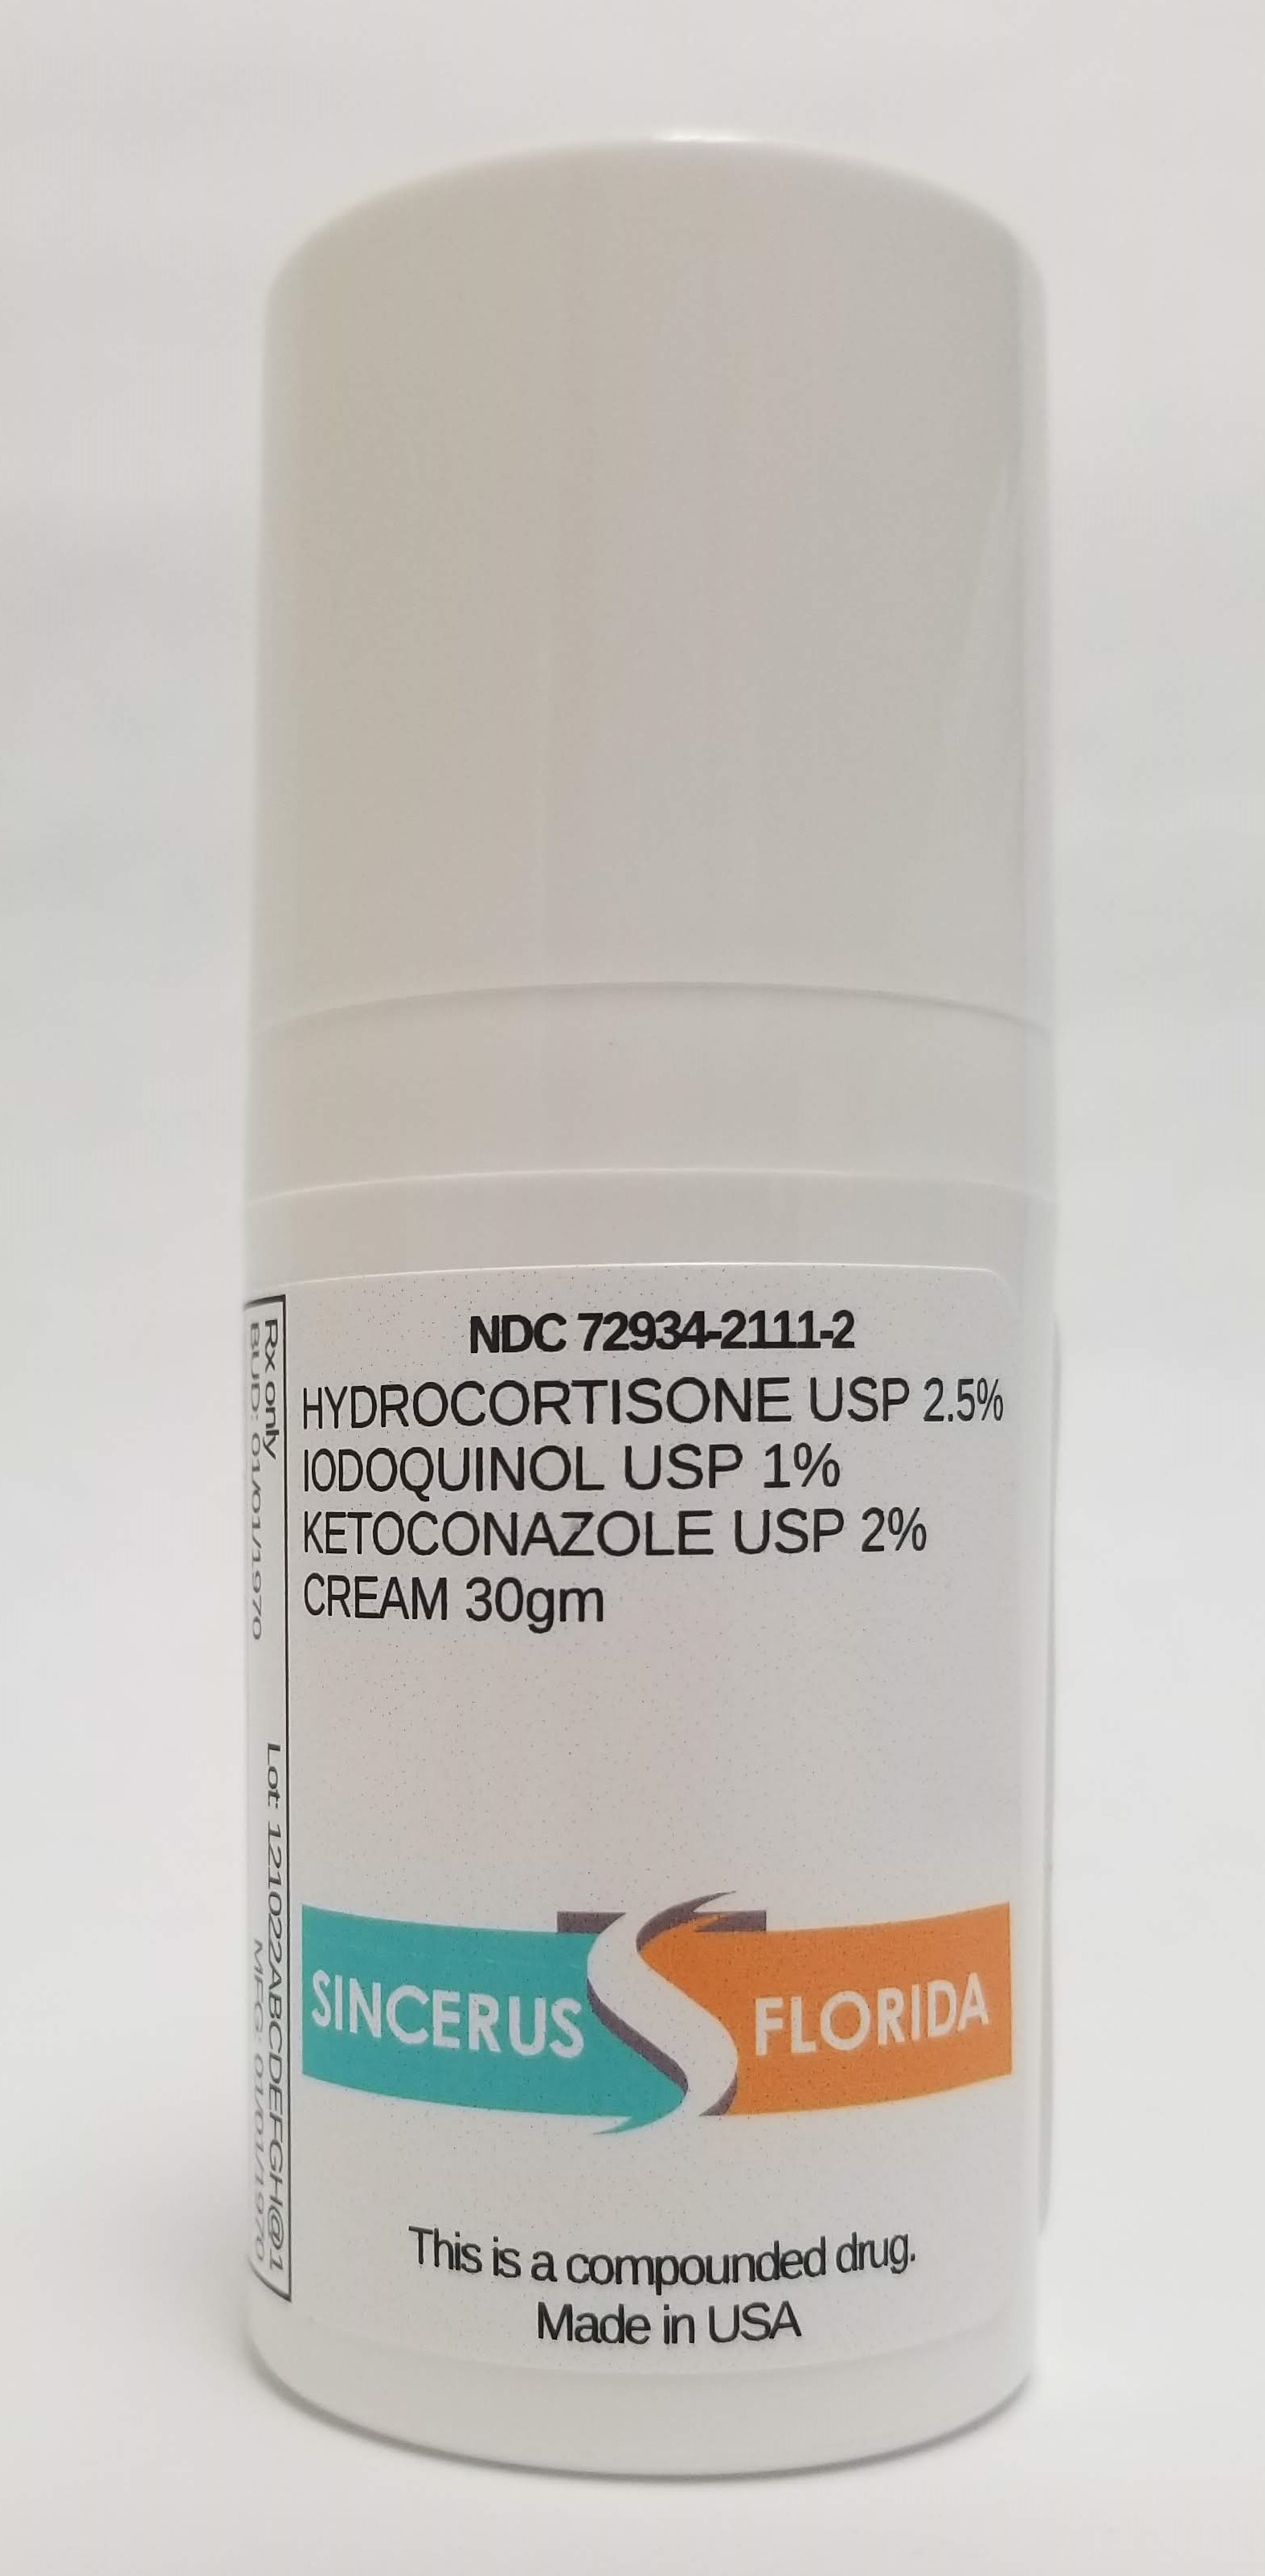 NDC 72934-2111-2
HYDROCORTISONE USP 2.5%
IODOQUINOL USP 1%
KETOCONAZOLE USP 2%
CREAM 30gm
SINCERUS FLORIDA
This is a compounded drug.
Made in USA
Rx only Lot: 121022ABCDEFGH@1
BUD: 01/01/1970 MFG: 01/01/1970